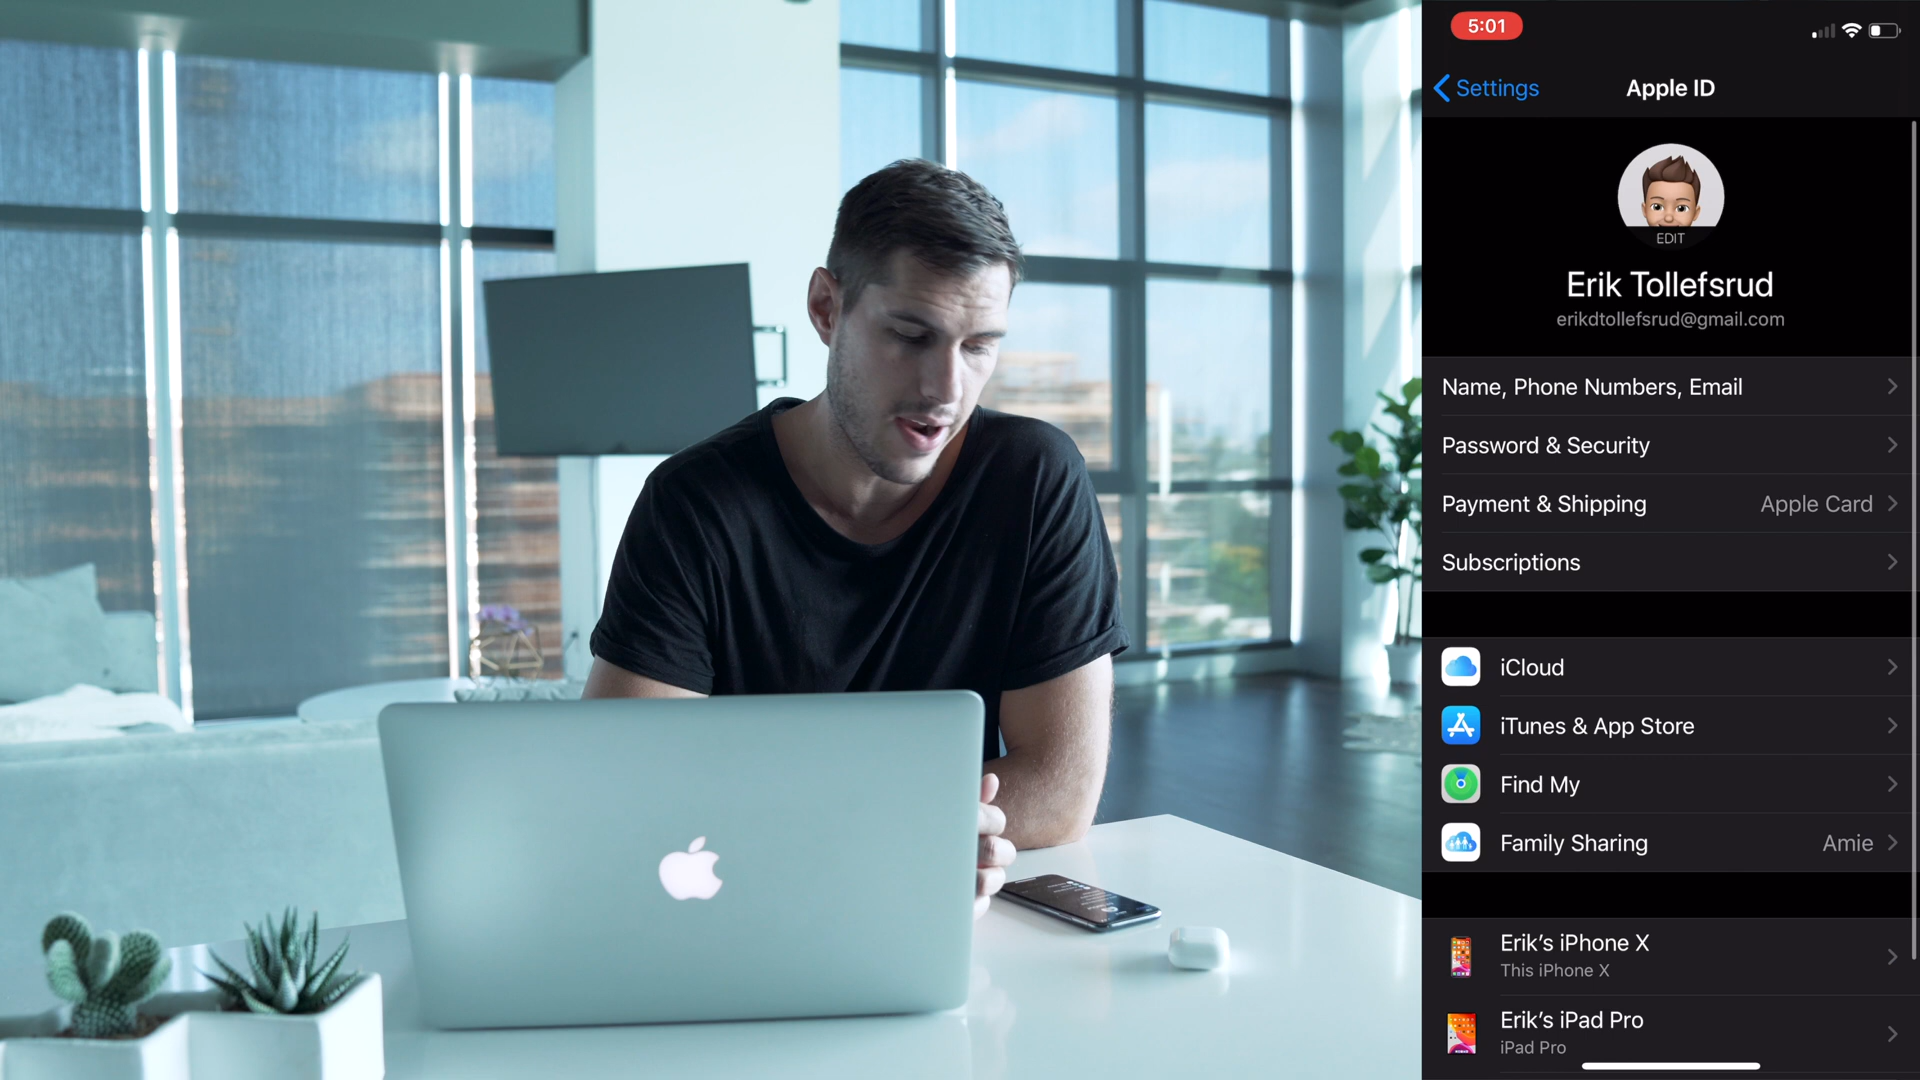 5:01
Settings
Apple ID
EDIT
Erik Tollefsrud
erikdtollefsrud@gmail.com
Name, Phone Numbers, Email
Password & Security
Payment & Shipping Apple Card
Subscriptions
iCloud
iTunes & App Store
Find My
Family Sharing Amie
Erik’s iPhone X
This iPhone X
Erik’s iPad Pro
iPad Pro